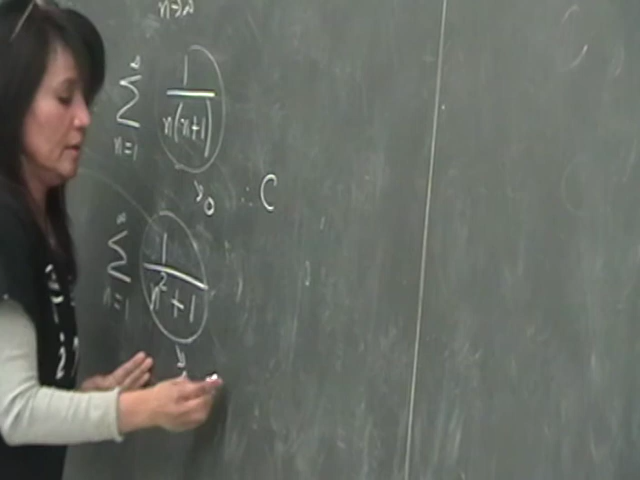 n→∞
∞ ∑ n=1 1/n(n+1)
↘0 ∴ C
∞ ∑ n=1 1/n²+1